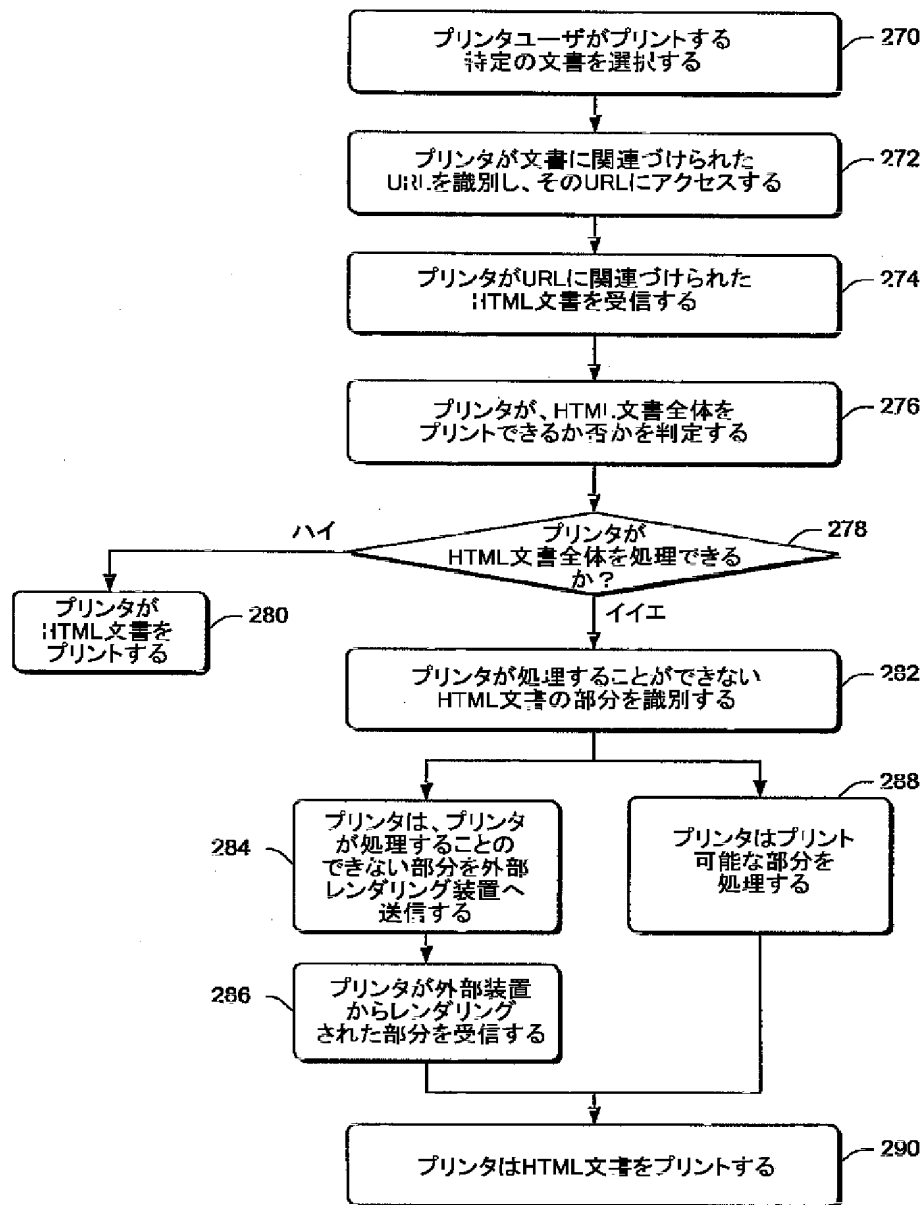 プリンタユーザがプリントする
特定の文書を選択する
270
プリンタが文書に関連づけられた
URLを識別し、そのURLにアクセスする
272
プリンタがURLに関連づけられた
HTML文書を受信する
274
プリンタが、HTML文書全体を
プリントできるか否かを判定する
276
プリンタが
HTML文書全体を処理できる
か？
278
ハイ
イイエ
プリンタが
HTML文書を
プリントする
280
プリンタが処理することができない
HTML文書の部分を識別する
282
プリンタは、プリンタ
が処理することの
できない部分を外部
レンダリング装置へ
送信する
284
プリンタはプリント
可能な部分を
処理する
288
プリンタが外部装置
からレンダリング
された部分を受信する
286
プリンタはHTML文書をプリントする
290